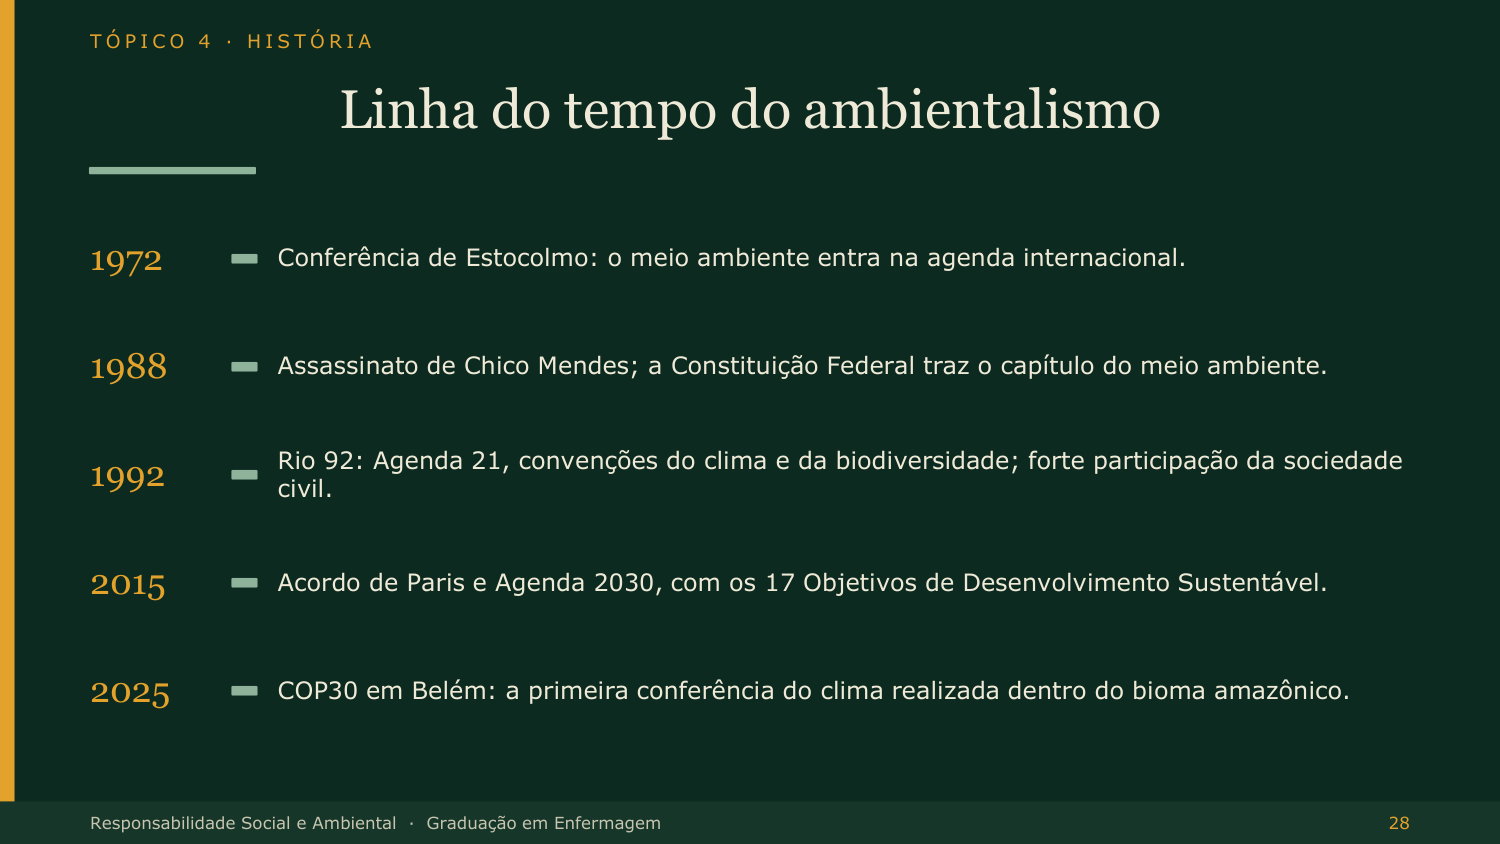 TÓPICO 4 · HISTÓRIA
Linha do tempo do ambientalismo
1972
Conferência de Estocolmo: o meio ambiente entra na agenda internacional.
1988
Assassinato de Chico Mendes; a Constituição Federal traz o capítulo do meio ambiente.
1992
Rio 92: Agenda 21, convenções do clima e da biodiversidade; forte participação da sociedade
civil.
2015
Acordo de Paris e Agenda 2030, com os 17 Objetivos de Desenvolvimento Sustentável.
2025
COP30 em Belém: a primeira conferência do clima realizada dentro do bioma amazônico.
Responsabilidade Social e Ambiental · Graduação em Enfermagem
28